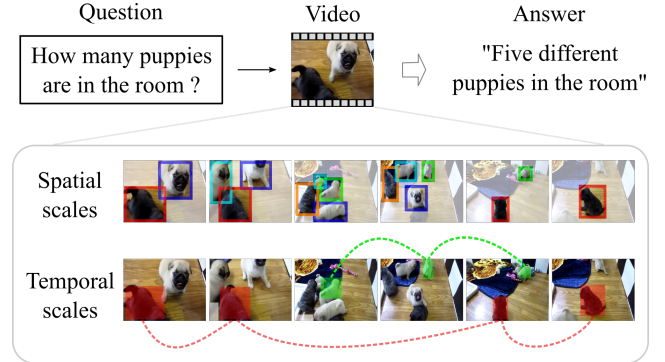 Question
Video
Answer
How many puppies
are in the room ?
"Five different
puppies in the room"
Spatial
scales
Temporal
scales